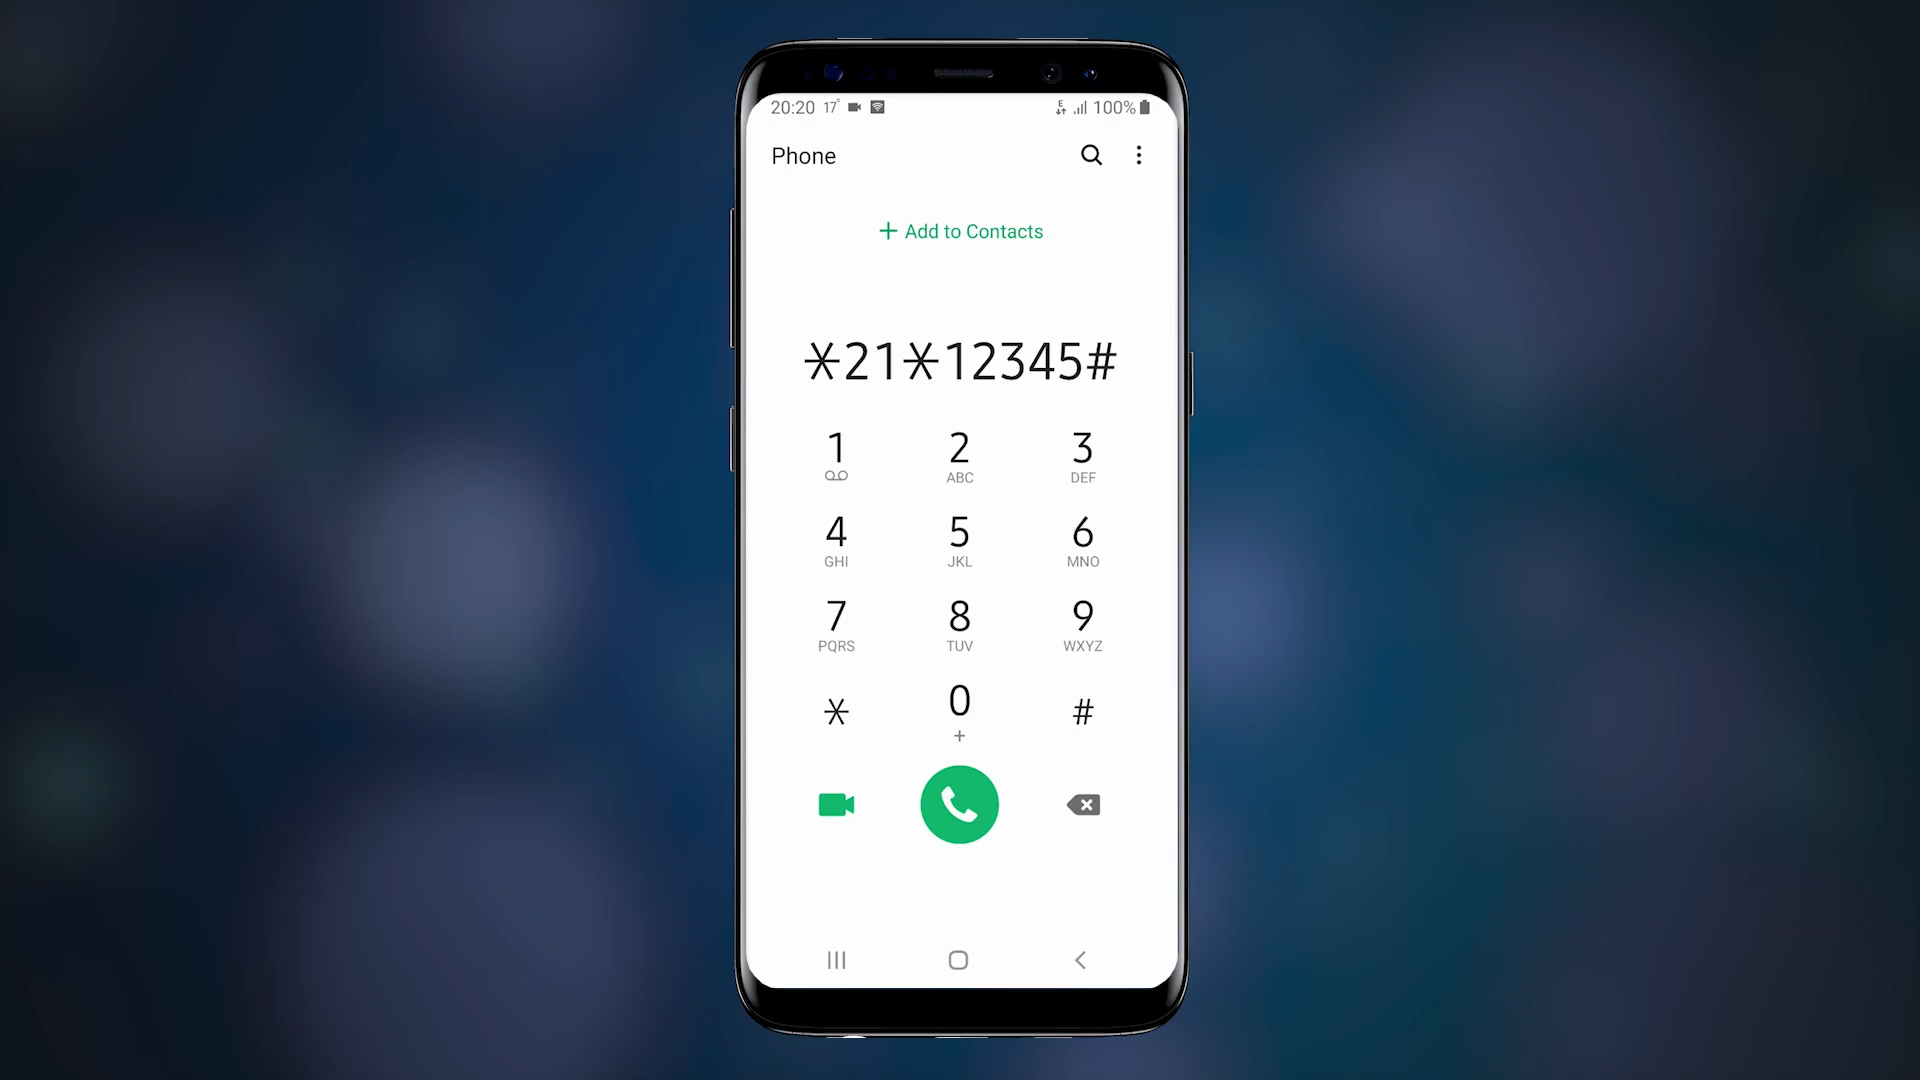 20:20 17° E 100%
Phone
+ Add to Contacts
*21*12345#
1 2 3
ABC DEF
4 5 6
GHI JKL MNO
7 8 9
PQRS TUV WXYZ
* 0 #
+